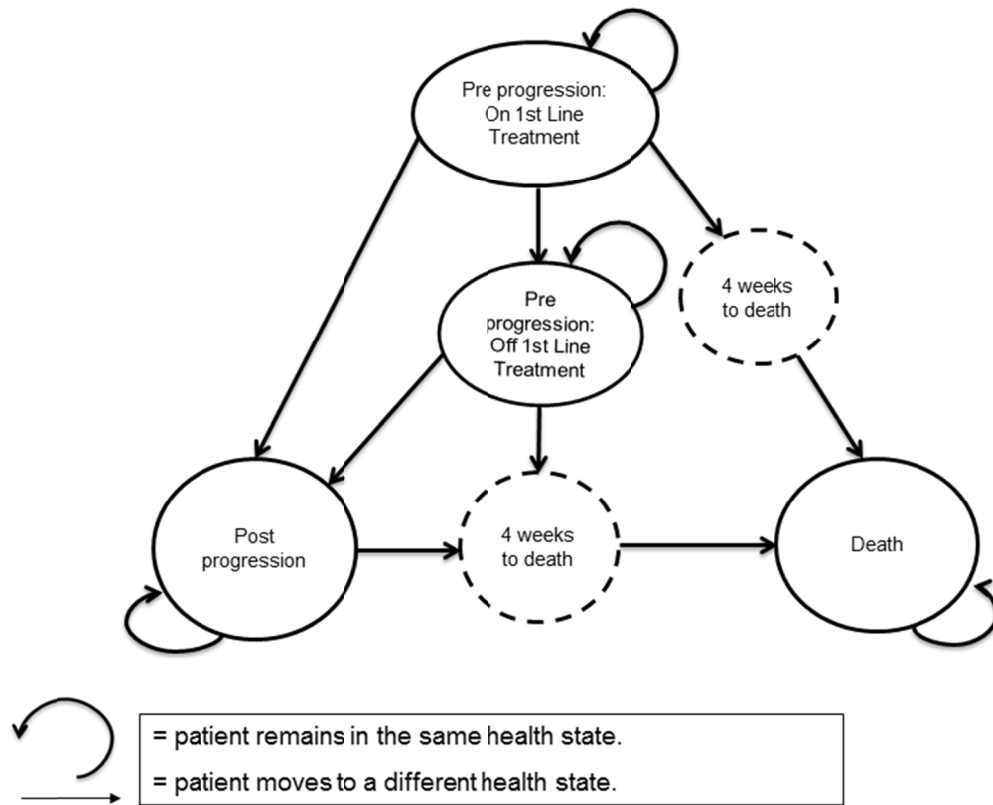 Pre progression:
On 1st Line
Treatment
4 weeks
to death
Pre
progression:
Off 1st Line
Treatment
Post
progression
4 weeks
to death
Death
= patient remains in the same health state.
= patient moves to a different health state.